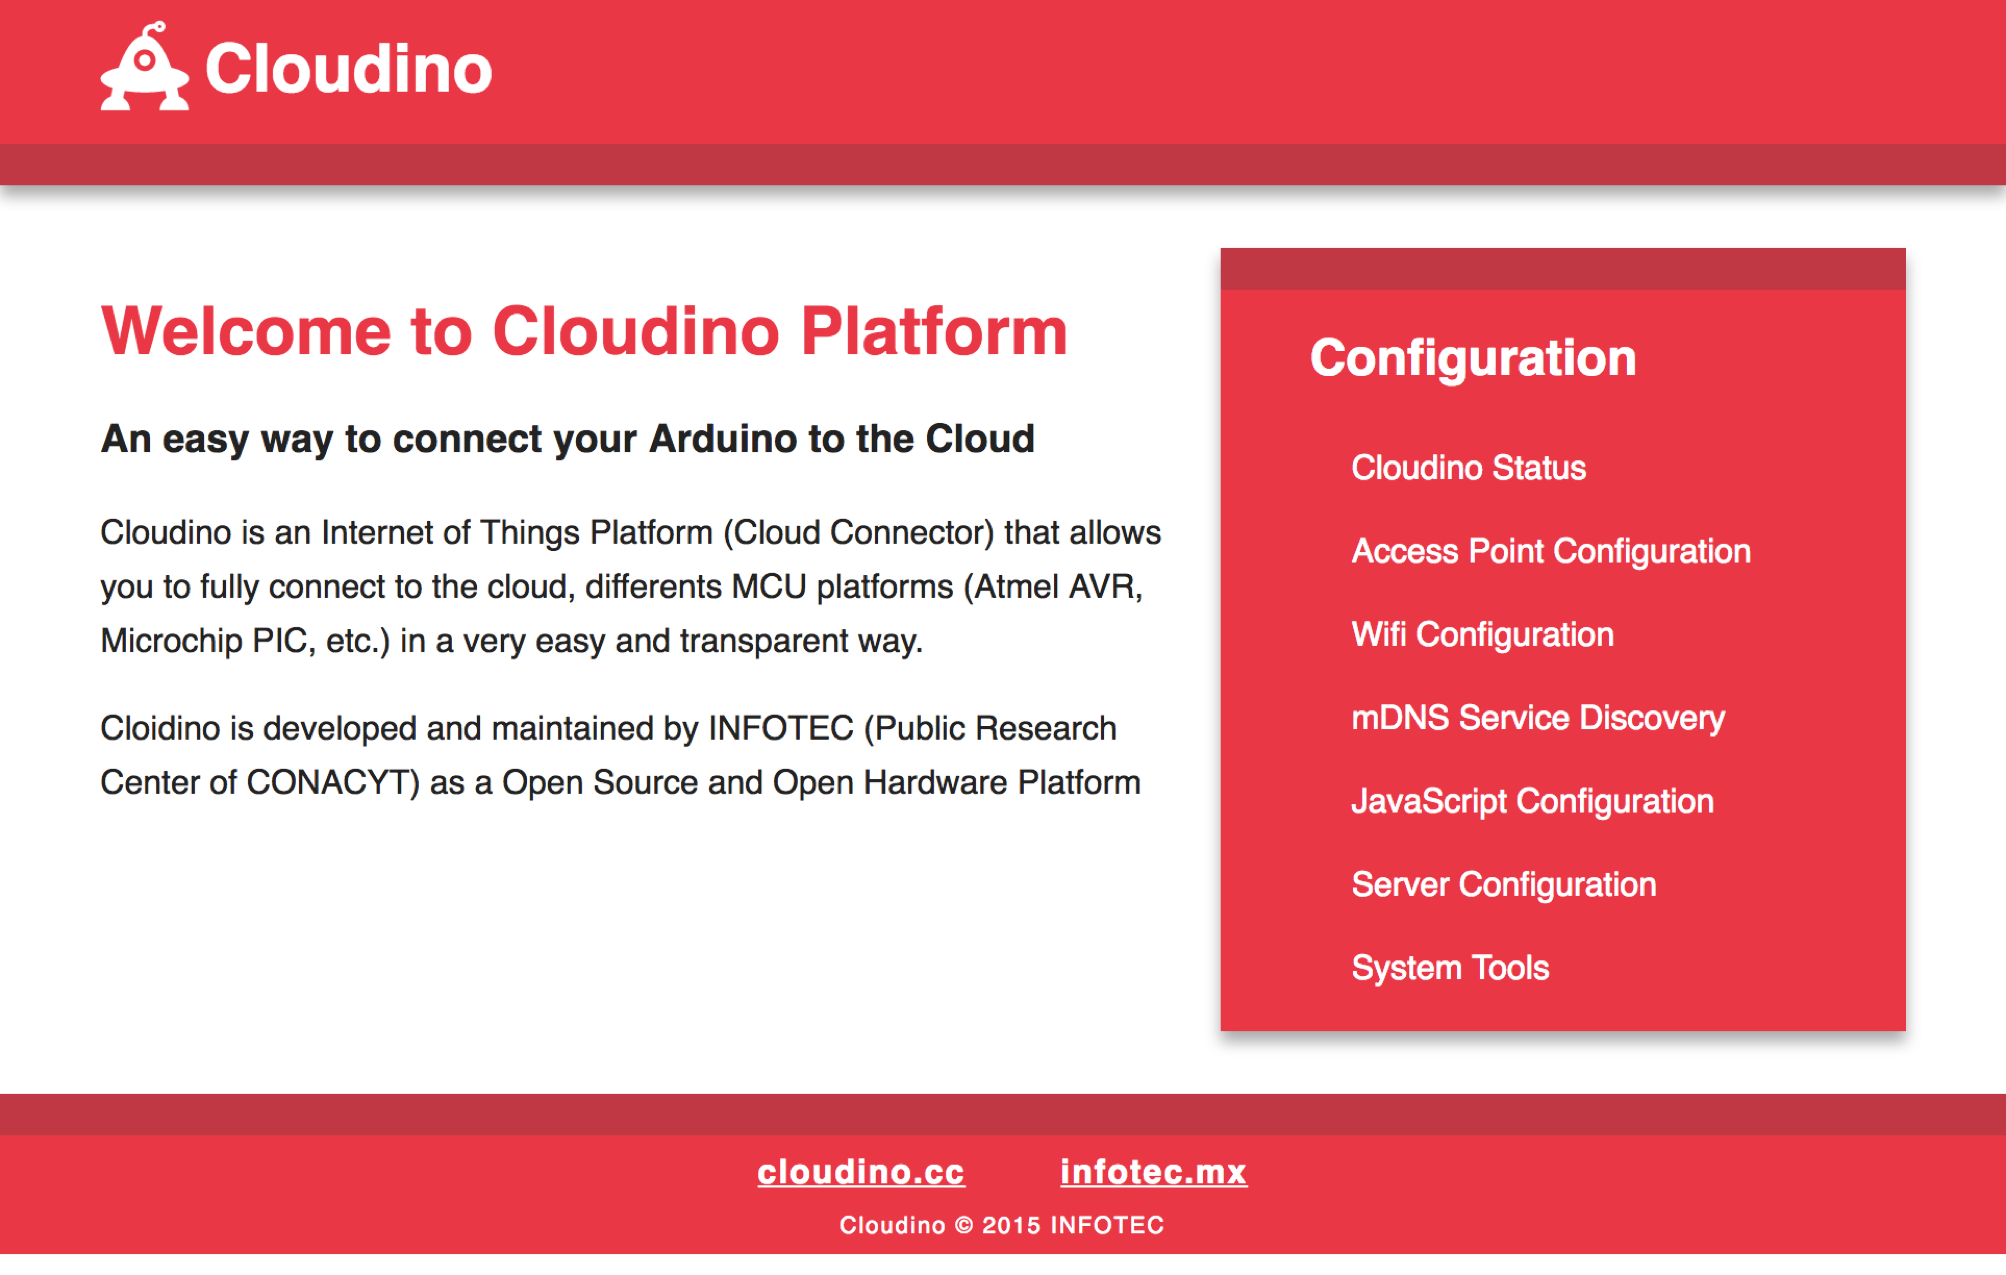 Cloudino
Welcome to Cloudino Platform
An easy way to connect your Arduino to the Cloud
Cloudino is an Internet of Things Platform (Cloud Connector) that allows
you to fully connect to the cloud, differents MCU platforms (Atmel AVR,
Microchip PIC, etc.) in a very easy and transparent way.
Cloidino is developed and maintained by INFOTEC (Public Research
Center of CONACYT) as a Open Source and Open Hardware Platform
Configuration
Cloudino Status
Access Point Configuration
Wifi Configuration
mDNS Service Discovery
JavaScript Configuration
Server Configuration
System Tools
cloudino.cc infotec.mx
Cloudino © 2015 INFOTEC